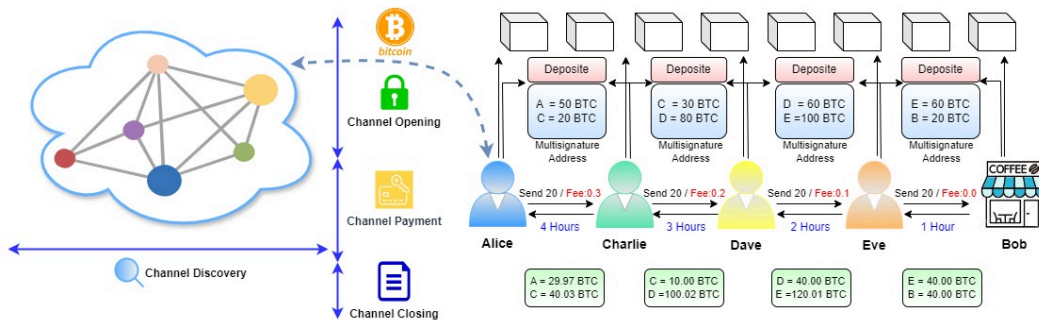 bitcoin
Channel Opening
Channel Payment
Channel Closing
Channel Discovery
Deposite
Deposite
Deposite
Deposite
A = 50 BTC
C = 20 BTC
C = 30 BTC
D = 80 BTC
D = 60 BTC
E =100 BTC
E = 60 BTC
B = 20 BTC
Multisignature
Address
Multisignature
Address
Multisignature
Address
Multisignature
Address
COFFEE
Send 20 / Fee:0.3
Send 20 / Fee:0.2
Send 20 / Fee:0.1
Send 20 / Fee:0.0
4 Hours
3 Hours
2 Hours
1 Hour
Alice
Charlie
Dave
Eve
Bob
A = 29.97 BTC
C = 40.03 BTC
C = 10.00 BTC
D =100.02 BTC
D = 40.00 BTC
E =120.01 BTC
E = 40.00 BTC
B = 40.00 BTC